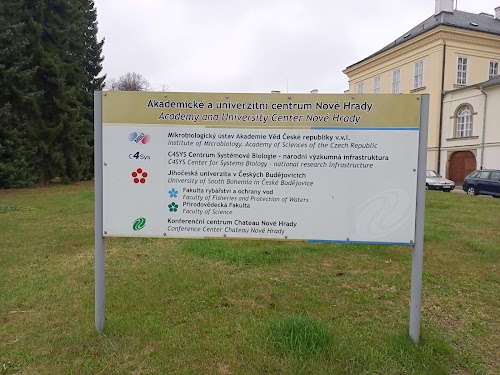 Akademické a univerzitní centrum Nové Hrady
Academy and University Center Nové Hrady
Mikrobiologický ústav Akademie Věd České republiky v.v.i.
Institute of Microbiology, Academy of Sciences of the Czech Republic
C4Sys
C4SYS Centrum Systémové Biologie - národní výzkumná infrastruktura
C4SYS Center for Systems Biology - national research Infrastructure
Jihočeská univerzita v Českých Budějovicích
University of South Bohemia in České Budějovice
Fakulta rybářství a ochrany vod
Faculty of Fisheries and Protection of Waters
Přírodovědecká Fakulta
Faculty of Science
Konferenční centrum Chateau Nové Hrady
Conference Center Chateau Nové Hrady